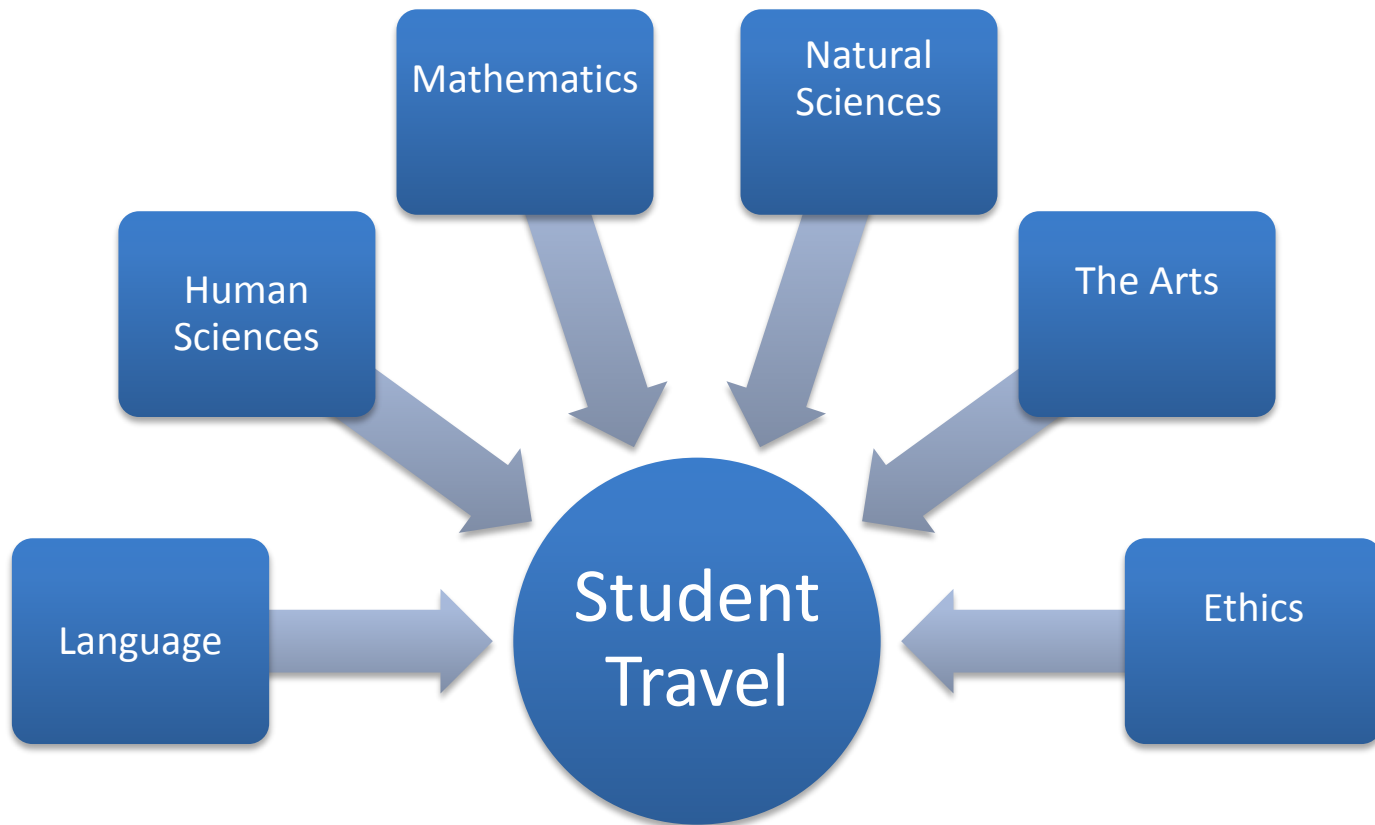 Mathematics
Natural
Sciences
Human
Sciences
The Arts
Language
Student
Travel
Ethics